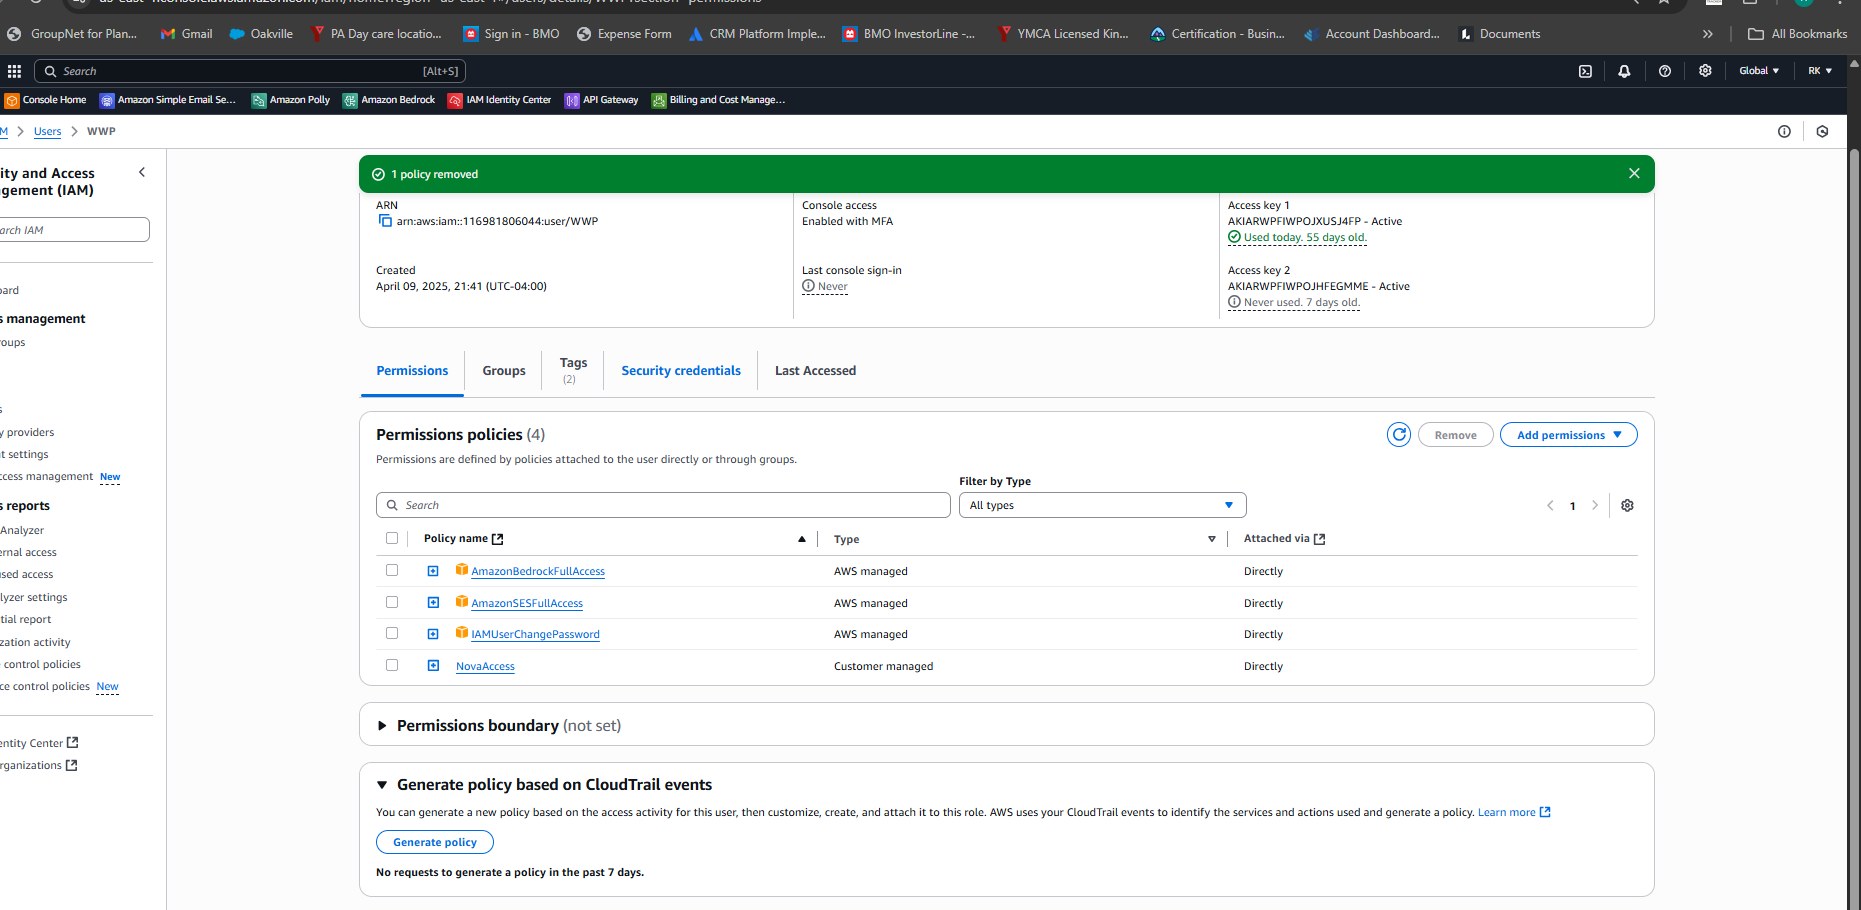 GroupNet for Plan... Gmail Oakville PA Day care locatio... Sign in - BMO Expense Form CRM Platform Imple... BMO InvestorLine -... YMCA Licensed Kin... Certification - Busin... Account Dashboard... Documents » All Bookmarks
Search [Alt+S] Global RK
Console Home Amazon Simple Email Se... Amazon Polly Amazon Bedrock IAM Identity Center API Gateway Billing and Cost Manage...
M > Users > WWP
ity and Access
gement (IAM)
arch IAM
oard
s management
roups
s
y providers
t settings
ccess management New
s reports
Analyzer
ernal access
sed access
lyzer settings
tial report
zation activity
control policies
ce control policies New
entity Center
rganizations
1 policy removed
ARN
arn:aws:iam::116981806044:user/WWP
Console access
Enabled with MFA
Access key 1
AKIARWPFIWPOJXUSJ4FP - Active
Used today. 55 days old.
Created
April 09, 2025, 21:41 (UTC-04:00)
Last console sign-in
Never
Access key 2
AKIARWPFIWPOJHFEGMME - Active
Never used. 7 days old.
Permissions Groups Tags (2) Security credentials Last Accessed
Permissions policies (4)
Remove Add permissions
Permissions are defined by policies attached to the user directly or through groups.
Filter by Type
Search All types 1
Policy name Type Attached via
AmazonBedrockFullAccess AWS managed Directly
AmazonSESFullAccess AWS managed Directly
IAMUserChangePassword AWS managed Directly
NovaAccess Customer managed Directly
Permissions boundary (not set)
Generate policy based on CloudTrail events
You can generate a new policy based on the access activity for this user, then customize, create, and attach it to this role. AWS uses your CloudTrail events to identify the services and actions used and generate a policy. Learn more
Generate policy
No requests to generate a policy in the past 7 days.